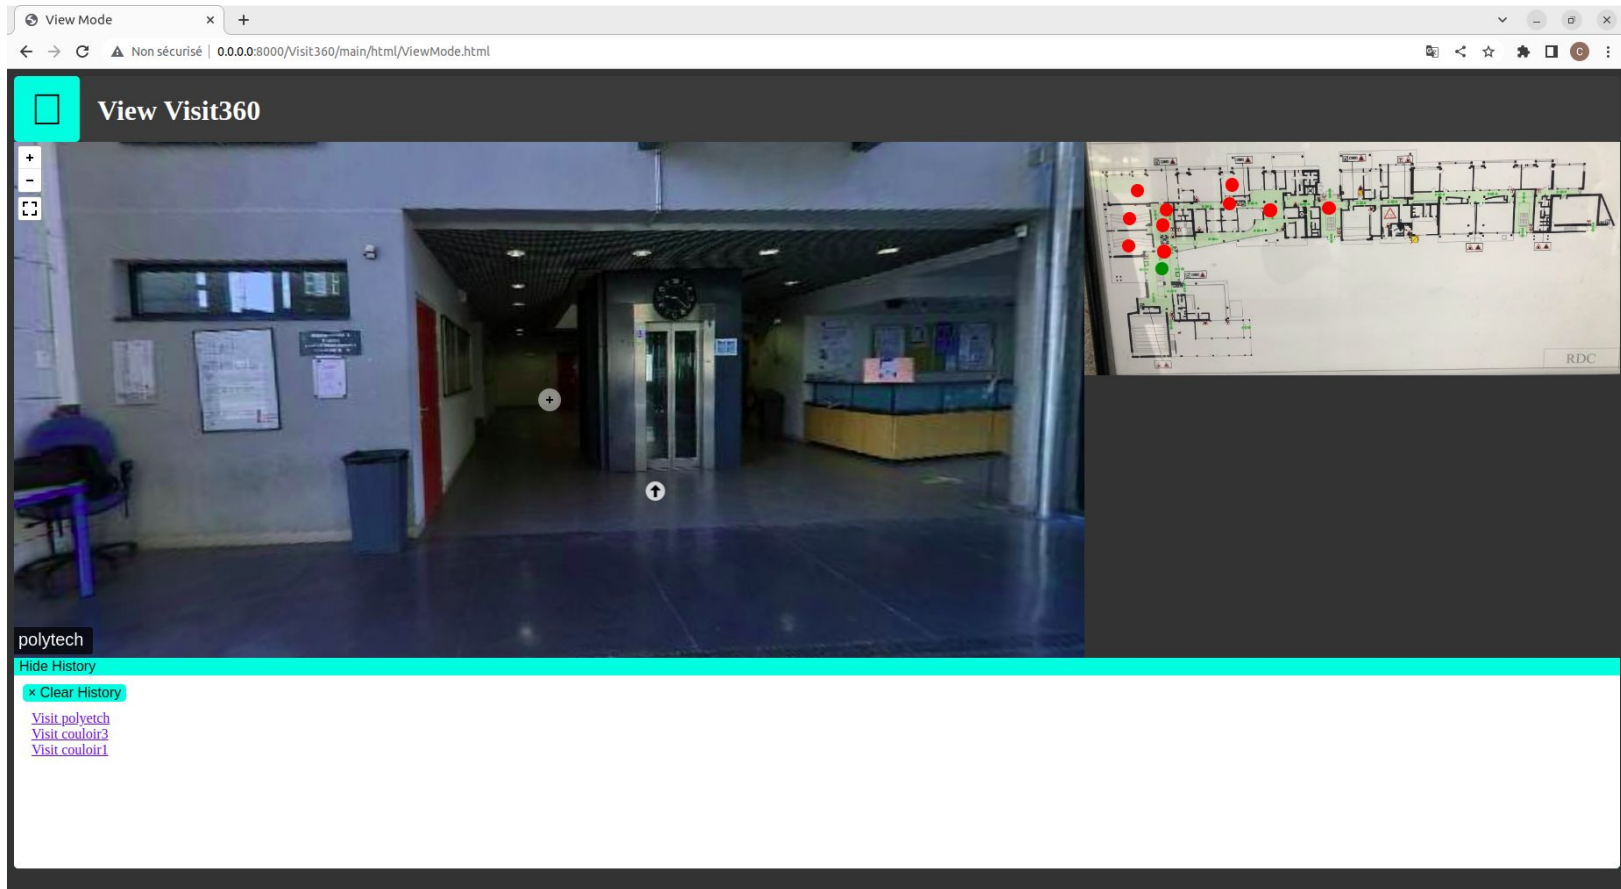 View Mode
Non sécurisé | 0.0.0.0:8000/Visit360/main/html/ViewMode.html
C
View Visit360
+
-
RDC
+
polytech
Hide History
× Clear History
Visit polyetch
Visit couloir3
Visit couloir1